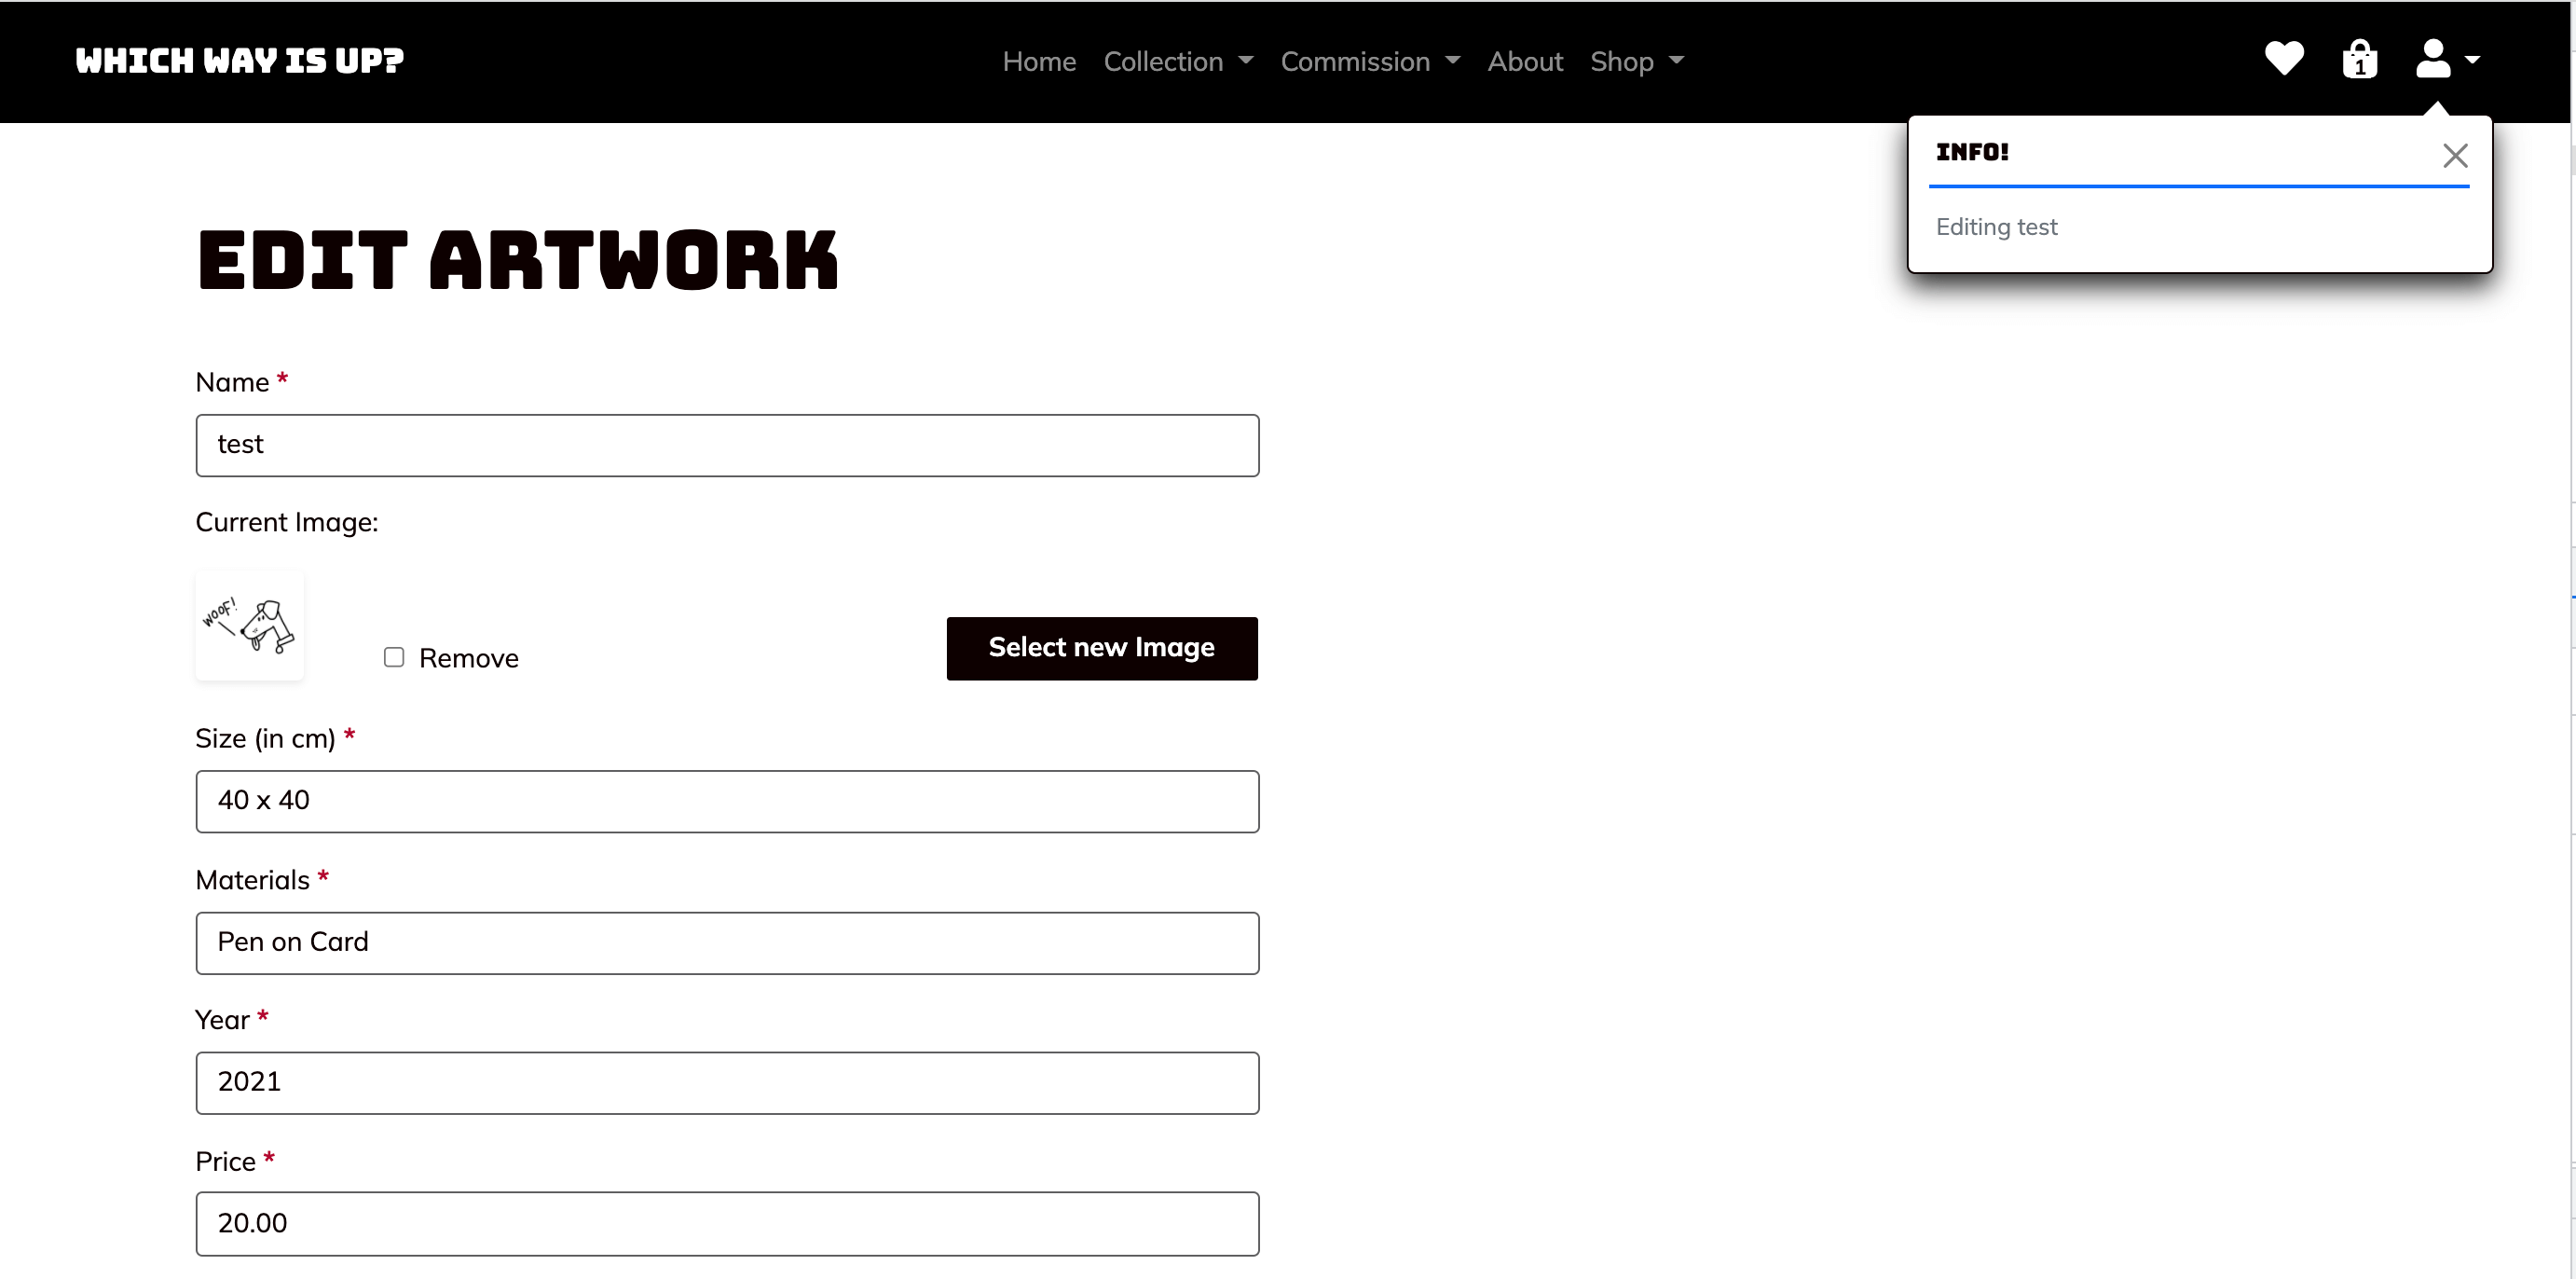 WHICH WAY IS UP?
Home Collection Commission About Shop
1
INFO!
Editing test
EDIT ARTWORK
Name *
test
Current Image:
WOOF!
Remove
Select new Image
Size (in cm) *
40 x 40
Materials *
Pen on Card
Year *
2021
Price *
20.00